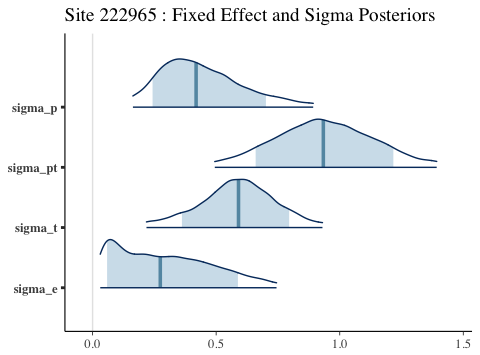 Site 222965 : Fixed Effect and Sigma Posteriors
sigma_p
sigma_pt
sigma_t
sigma_e
0.0 0.5 1.0 1.5